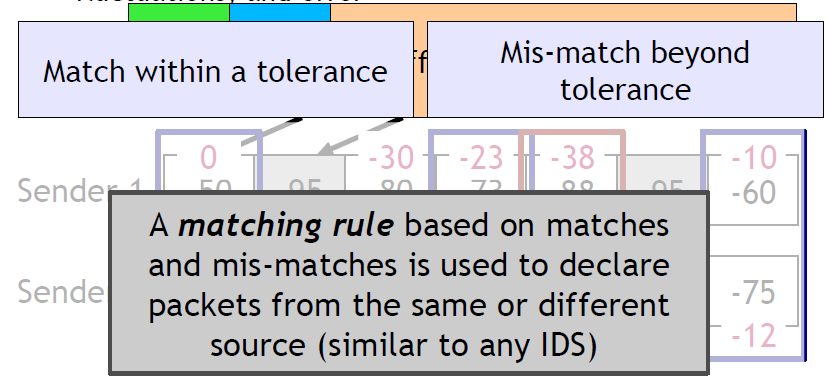 Match within a tolerance
Mis-match beyond
tolerance
0 -30 -23 -38 -10
Sender 1 -50 -95 -80 -73 -88 -95 -60
A matching rule based on matches
and mis-matches is used to declare
packets from the same or different
source (similar to any IDS)
Sende
-75
-12